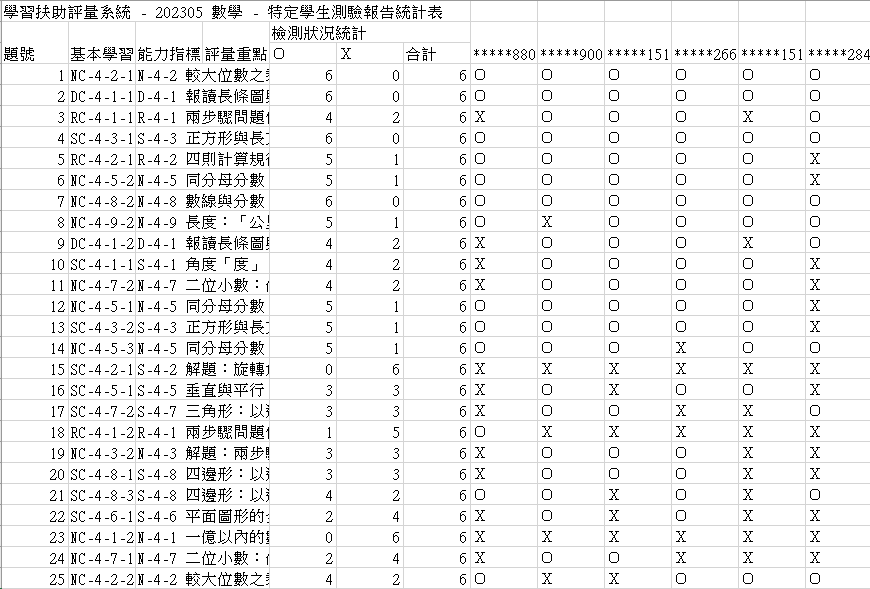 學習扶助評量系統 - 202305 數學 - 特定學生測驗報告統計表
檢測狀況統計
題號 基本學習 能力指標 評量重點 O X 合計 *****880 *****900 *****151 *****266 *****151 *****284
1 NC-4-2-1 N-4-2 較大位數之 6 0 6 O O O O O O
2 DC-4-1-1 D-4-1 報讀長條圖 6 0 6 O O O O O O
3 RC-4-1-1 R-4-1 兩步驟問題 4 2 6 X O O O X O
4 SC-4-3-1 S-4-3 正方形與長 6 0 6 O O O O O O
5 RC-4-2-1 R-4-2 四則計算規 5 1 6 O O O O O X
6 NC-4-5-2 N-4-5 同分母分數 5 1 6 O O O O O X
7 NC-4-8-2 N-4-8 數線與分數 6 0 6 O O O O O O
8 NC-4-9-2 N-4-9 長度：「公 5 1 6 O X O O O O
9 DC-4-1-2 D-4-1 報讀長條圖 4 2 6 X O O O X O
10 SC-4-1-1 S-4-1 角度「度」 4 2 6 X O O O O X
11 NC-4-7-2 N-4-7 二位小數： 4 2 6 X O O O O X
12 NC-4-5-1 N-4-5 同分母分數 5 1 6 O O O O O X
13 SC-4-3-2 S-4-3 正方形與長 5 1 6 O O O O O X
14 NC-4-5-3 N-4-5 同分母分數 5 1 6 O O O X O O
15 SC-4-2-1 S-4-2 解題：旋轉 0 6 6 X X X X X X
16 SC-4-5-1 S-4-5 垂直與平行 3 3 6 X O X O O X
17 SC-4-7-2 S-4-7 三角形：以 3 3 6 X O O X X O
18 RC-4-1-2 R-4-1 兩步驟問題 1 5 6 O X X X X X
19 NC-4-3-2 N-4-3 解題：兩步 3 3 6 X O O O X X
20 SC-4-8-1 S-4-8 四邊形：以 3 3 6 X O O O X X
21 SC-4-8-3 S-4-8 四邊形：以 4 2 6 O O X O X O
22 SC-4-6-1 S-4-6 平面圖形的 2 4 6 X O X O X X
23 NC-4-1-2 N-4-1 一億以內的 0 6 6 X X X X X X
24 NC-4-7-1 N-4-7 二位小數： 2 4 6 X O O X X X
25 NC-4-2-2 N-4-2 較大位數之 4 2 6 O X X O O O